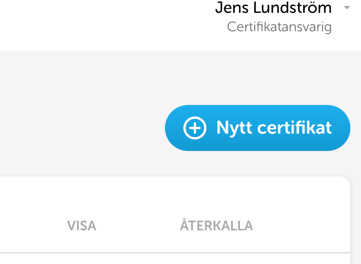 Jens Lundström
Certifikatansvarig
Nytt certifikat
VISA ÅTERKALLA